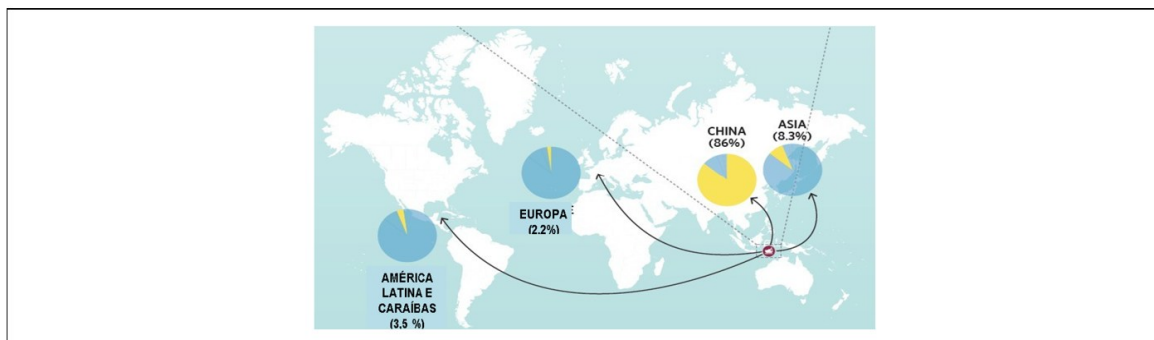 CHINA
(86%)
ASIA
(8.3%)
EUROPA
(2.2%)
AMÉRICA
LATINA E
CARAÍBAS
(3,5 %)